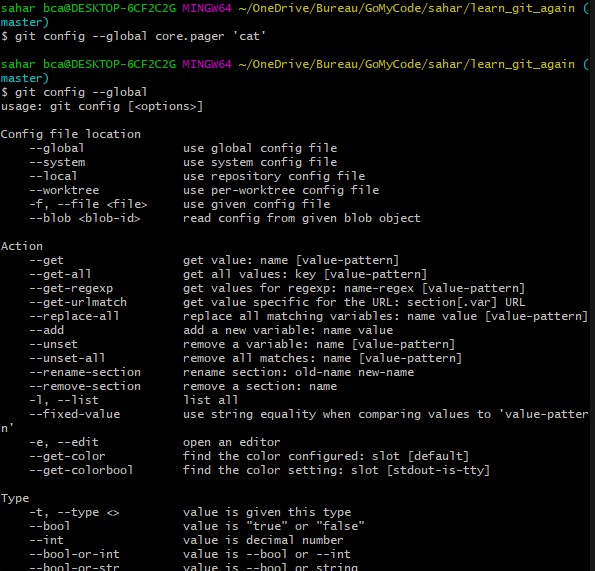 sahar bca@DESKTOP-6CF2C2G MINGW64 ~/OneDrive/Bureau/GoMyCode/sahar/learn_git_again (
master)
$ git config --global core.pager 'cat'
sahar bca@DESKTOP-6CF2C2G MINGW64 ~/OneDrive/Bureau/GoMyCode/sahar/learn_git_again (
master)
$ git config --global
usage: git config [<options>]
Config file location
--global use global config file
--system use system config file
--local use repository config file
--worktree use per-worktree config file
-f, --file <file> use given config file
--blob <blob-id> read config from given blob object
Action
--get get value: name [value-pattern]
--get-all get all values: key [value-pattern]
--get-regexp get values for regexp: name-regex [value-pattern]
--get-urlmatch get value specific for the URL: section[.var] URL
--replace-all replace all matching variables: name value [value-pattern]
--add add a new variable: name value
--unset remove a variable: name [value-pattern]
--unset-all remove all matches: name [value-pattern]
--rename-section rename section: old-name new-name
--remove-section remove a section: name
-l, --list list all
--fixed-value use string equality when comparing values to 'value-patter
n'
-e, --edit open an editor
--get-color find the color configured: slot [default]
--get-colorbool find the color setting: slot [stdout-is-tty]
Type
-t, --type <> value is given this type
--bool value is "true" or "false"
--int value is decimal number
--bool-or-int value is --bool or --int
--bool-or-str value is --bool or string